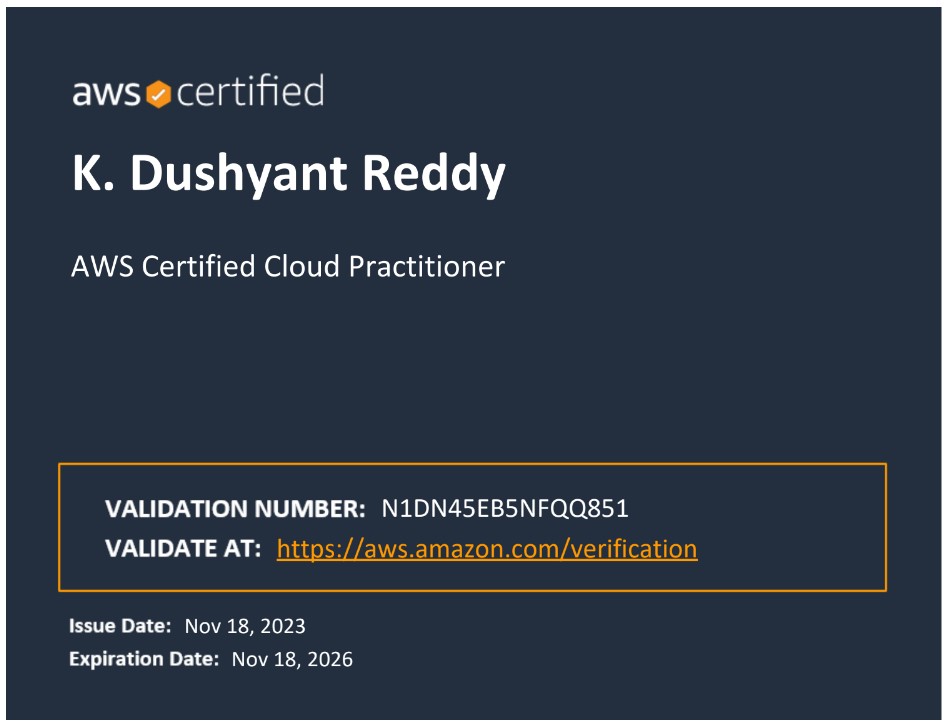 aws certified
K. Dushyant Reddy
AWS Certified Cloud Practitioner
VALIDATION NUMBER: N1DN45EB5NFQQ851
VALIDATE AT: https://aws.amazon.com/verification
Issue Date: Nov 18, 2023
Expiration Date: Nov 18, 2026